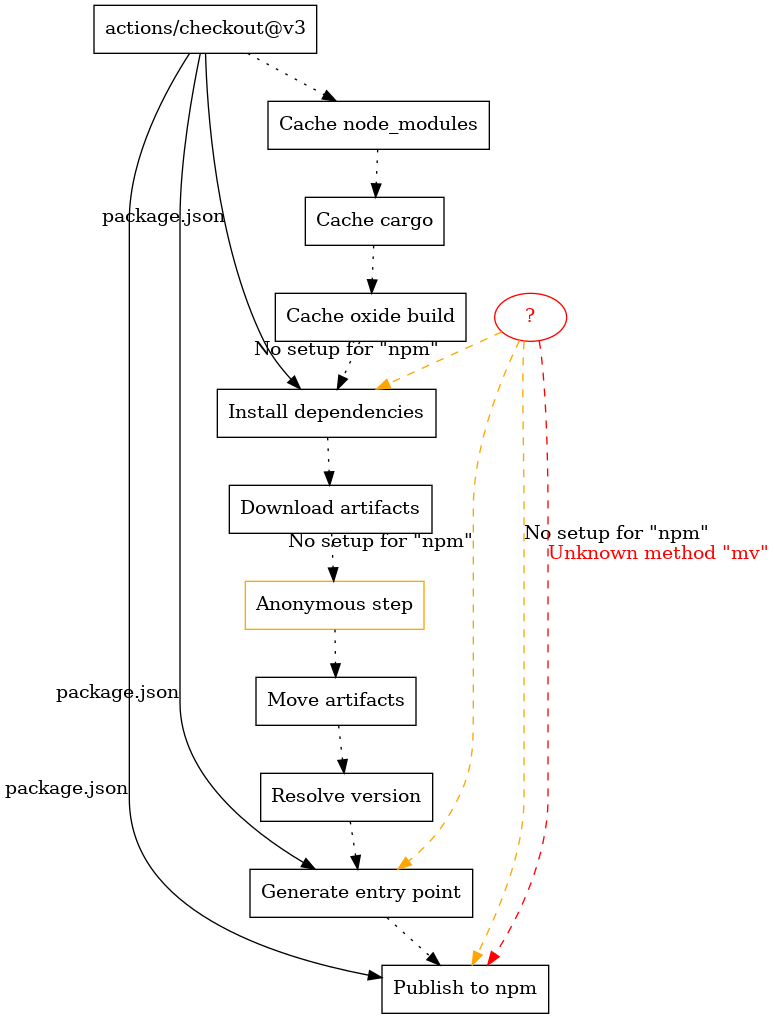 actions/checkout@v3
Cache node_modules
Cache cargo
package.json
Cache oxide build
?
No setup for "npm"
Install dependencies
Download artifacts
No setup for "npm"
No setup for "npm"
Unknown method "mv"
Anonymous step
Move artifacts
package.json
Resolve version
package.json
Generate entry point
Publish to npm